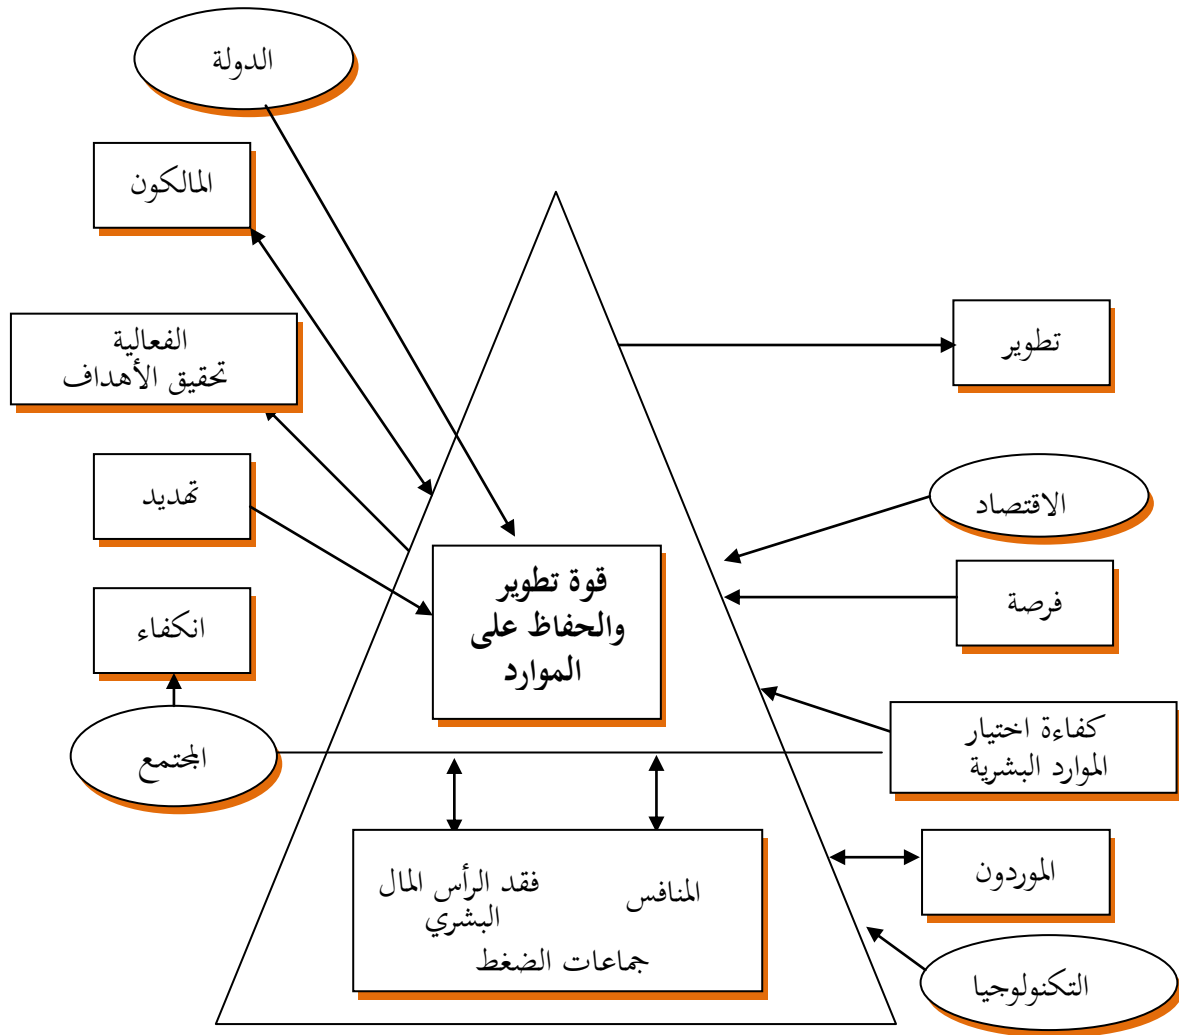 الدولة
المالكون
الفعالية
تحقيق الأهداف
تطوير
تهديد
الاقتصاد
قوة تطوير
والحفاظ على
الموارد
فرصة
انكفاء
كفاءة اختيار
الموارد البشرية
المجتمع
الموردون
المنافس
فقد الرأس المال
البشري
جماعات الضغط
التكنولوجيا